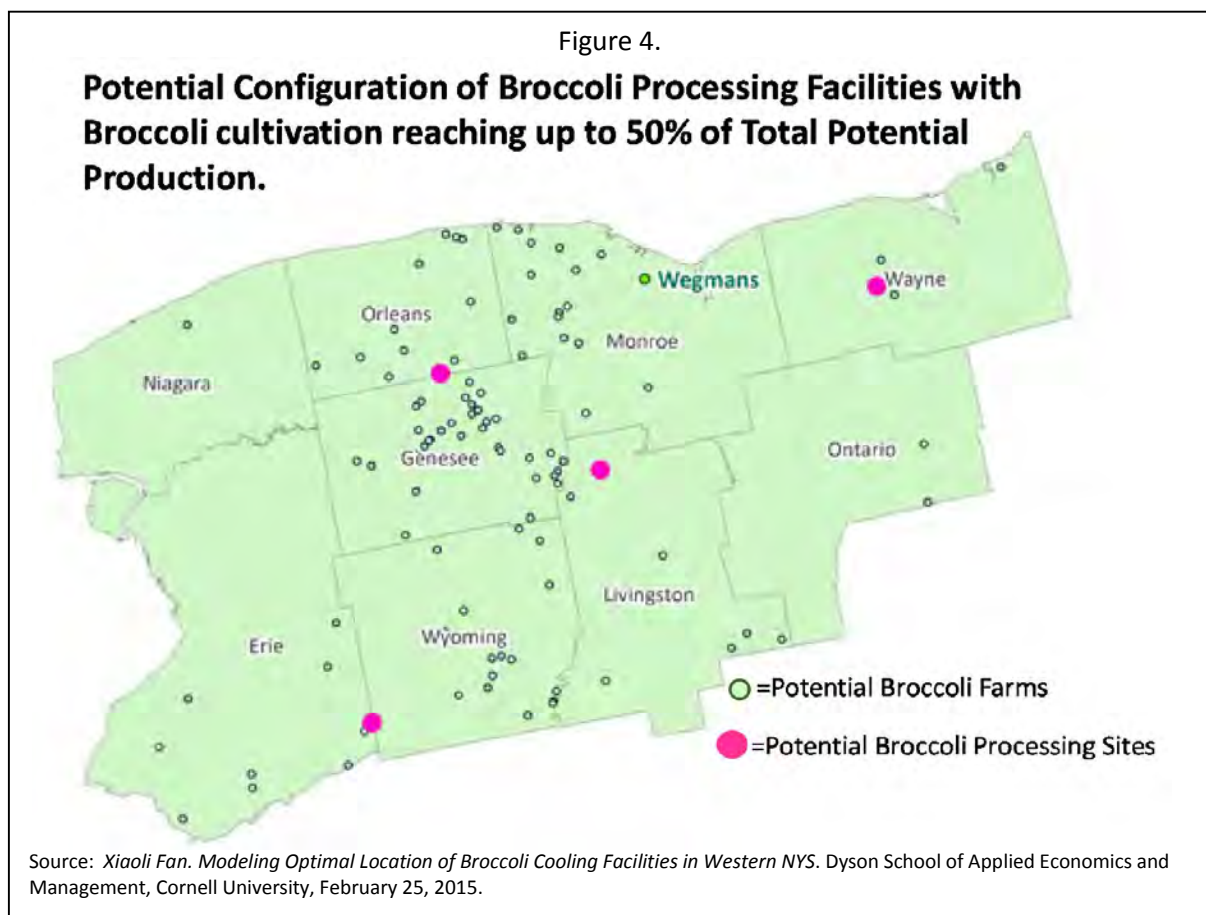 Figure 4.
Potential Configuration of Broccoli Processing Facilities with
Broccoli cultivation reaching up to 50% of Total Potential
Production.
Wegmans
Wayne
Orleans
Monroe
Niagara
Genesee
Ontario
Livingston
Erie
Wyoming
=Potential Broccoli Farms
=Potential Broccoli Processing Sites
Source: Xiaoli Fan. Modeling Optimal Location of Broccoli Cooling Facilities in Western NYS. Dyson School of Applied Economics and
Management, Cornell University, February 25, 2015.